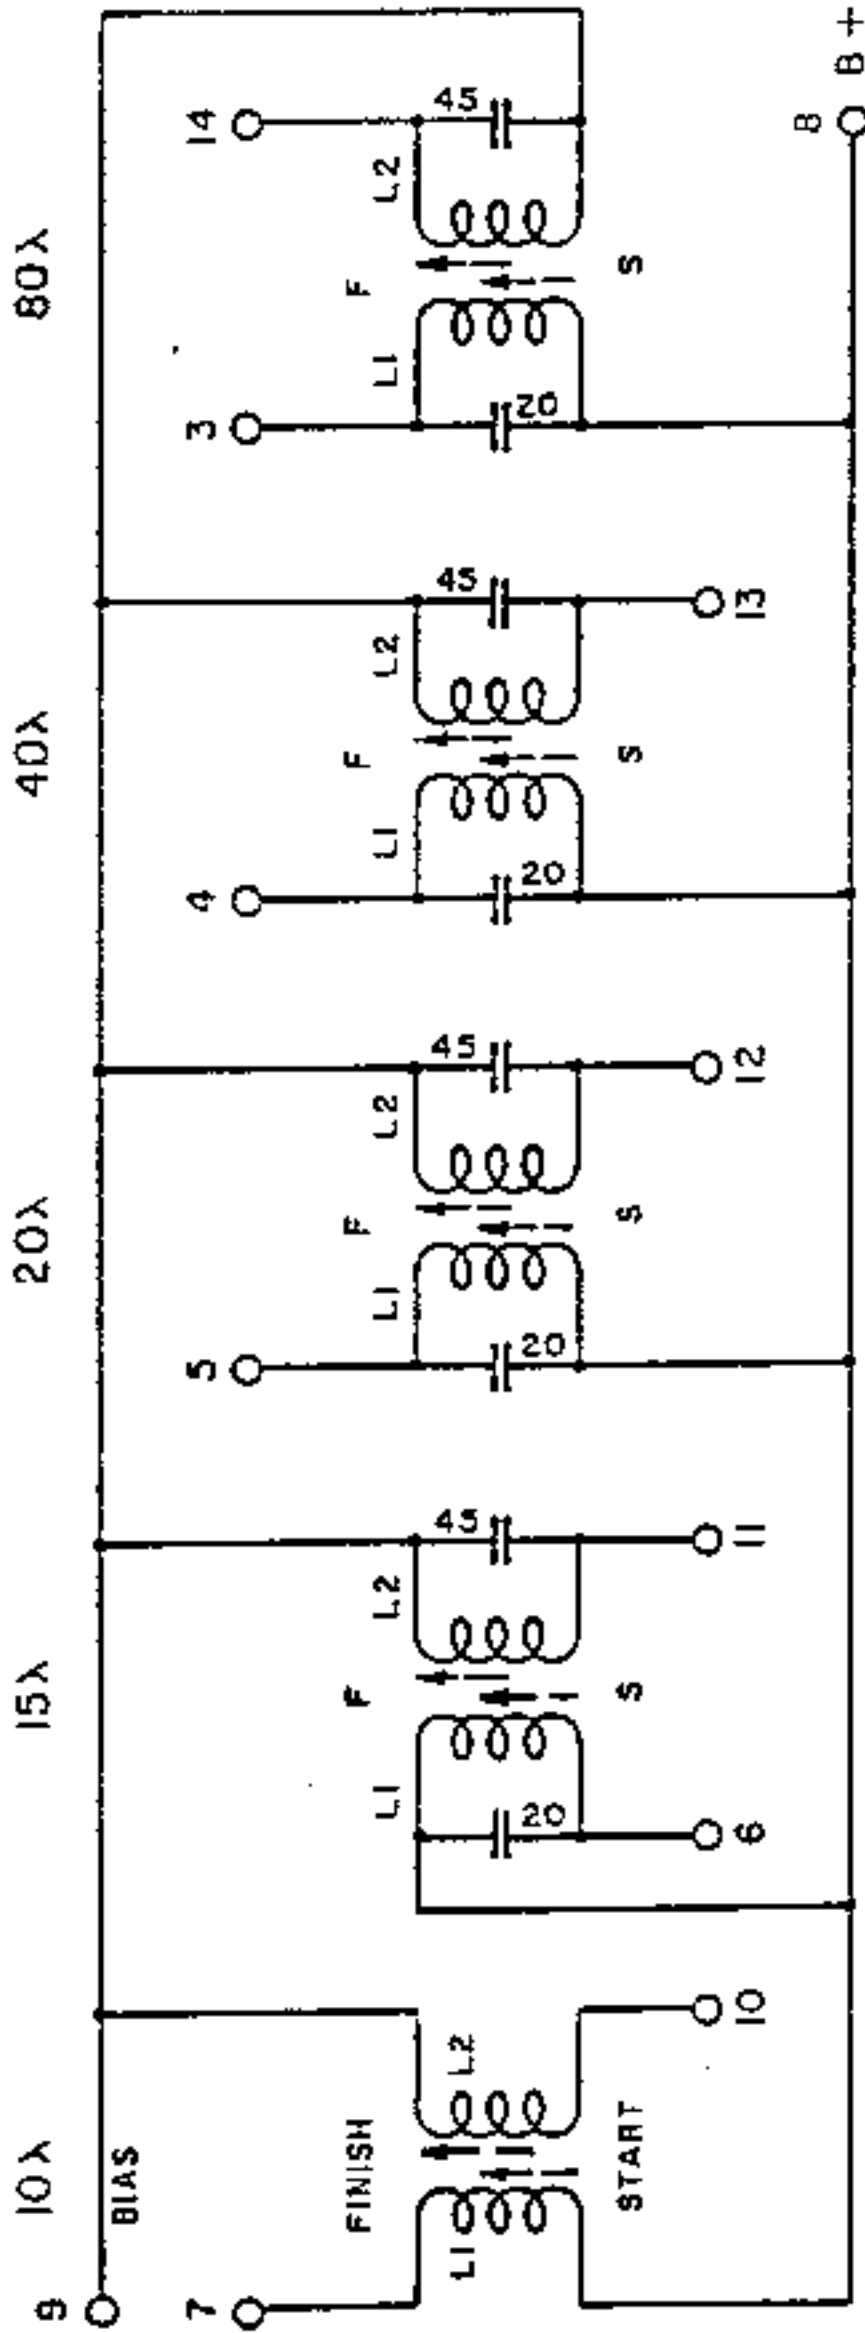 10λ 15λ 20λ 40λ 80λ
9
BIAS
7 5 4 3 14
FINISH F F F F
L1 L2 L1 L2 L1 L2 L1 L2 L1 L2
20 45 20 45 20 45 20 45
START S S S S
10 6 11 12 13
8
B+